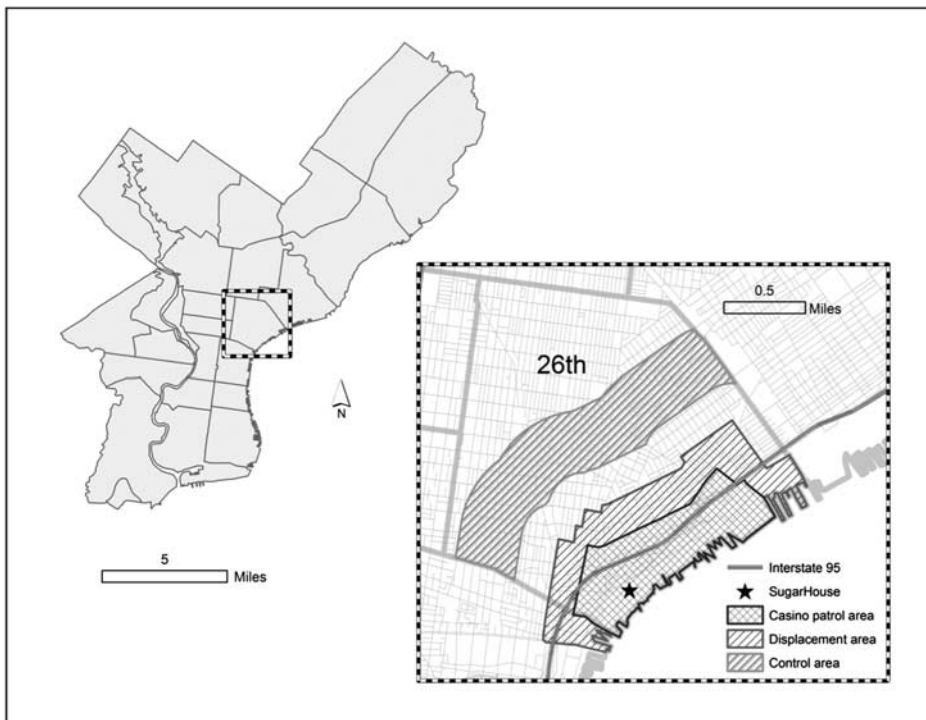 N
5
Miles
0.5
Miles
26th
Interstate 95
SugarHouse
Casino patrol area
Displacement area
Control area